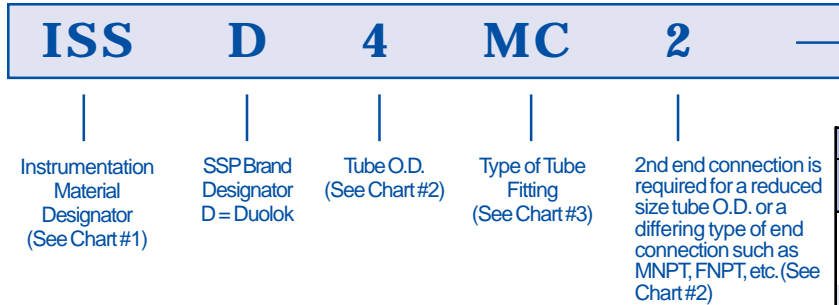 ISS D 4 MC 2 —
Instrumentation
Material
Designator
(See Chart #1)
SSP Brand
Designator
D = Duolok
Tube O.D.
(See Chart #2)
Type of Tube
Fitting
(See Chart #3)
2nd end connection is
required for a reduced
size tube O.D. or a
differing type of end
connection such as
MNPT, FNPT, etc. (See
Chart #2)